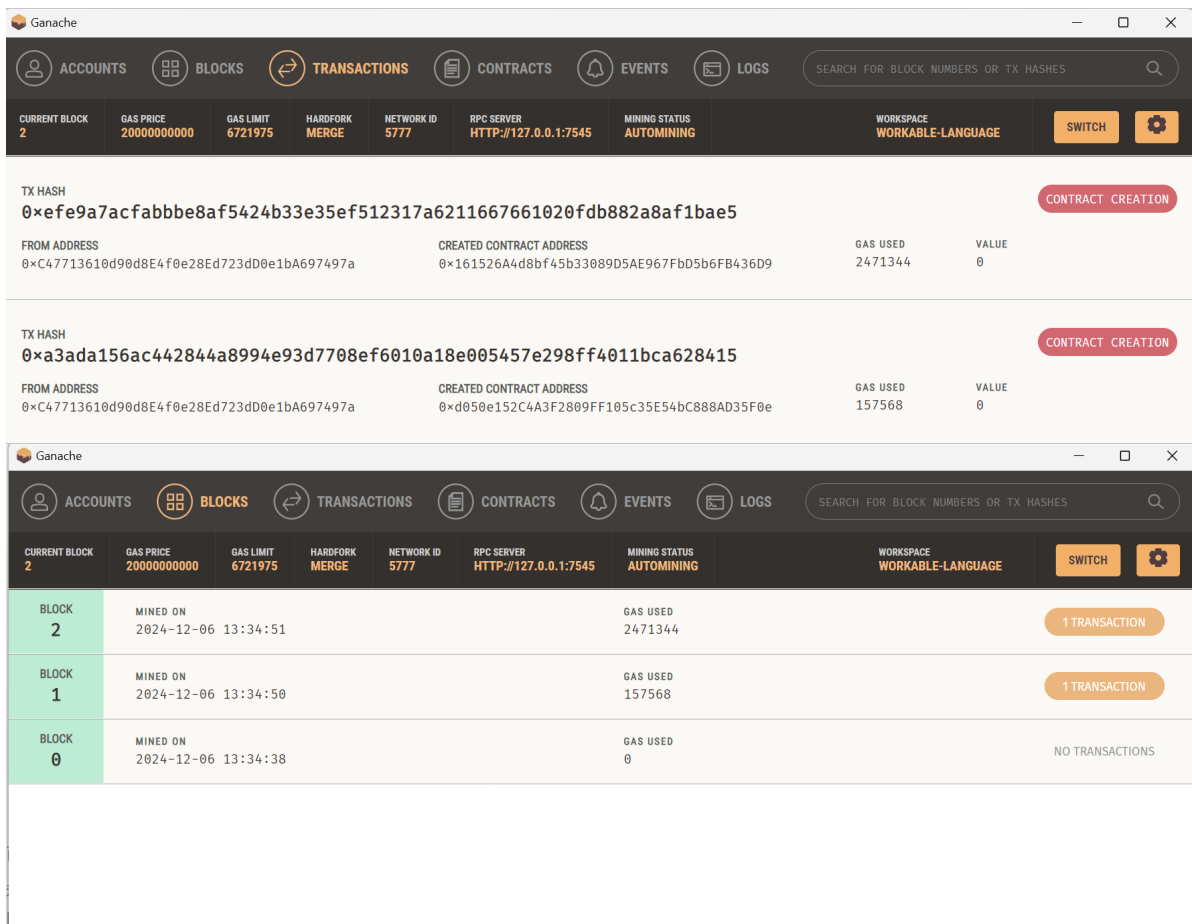 Ganache
ACCOUNTS BLOCKS TRANSACTIONS CONTRACTS EVENTS LOGS SEARCH FOR BLOCK NUMBERS OR TX HASHES
CURRENT BLOCK GAS PRICE GAS LIMIT HARDFORK NETWORK ID RPC SERVER MINING STATUS WORKSPACE
2 20000000000 6721975 MERGE 5777 HTTP://127.0.0.1:7545 AUTOMINING WORKABLE-LANGUAGE SWITCH
TX HASH
0×efe9a7acfabbbe8af5424b33e35ef512317a6211667661020fdb882a8af1bae5 CONTRACT CREATION
FROM ADDRESS CREATED CONTRACT ADDRESS GAS USED VALUE
0×C47713610d90d8E4f0e28Ed723dD0e1bA697497a 0×161526A4d8bf45b33089D5AE967FbD5b6FB436D9 2471344 0
TX HASH
0×a3ada156ac442844a8994e93d7708ef6010a18e005457e298ff4011bca628415 CONTRACT CREATION
FROM ADDRESS CREATED CONTRACT ADDRESS GAS USED VALUE
0×C47713610d90d8E4f0e28Ed723dD0e1bA697497a 0×d050e152C4A3F2809FF105c35E54bC888AD35F0e 157568 0
Ganache
ACCOUNTS BLOCKS TRANSACTIONS CONTRACTS EVENTS LOGS SEARCH FOR BLOCK NUMBERS OR TX HASHES
CURRENT BLOCK GAS PRICE GAS LIMIT HARDFORK NETWORK ID RPC SERVER MINING STATUS WORKSPACE
2 20000000000 6721975 MERGE 5777 HTTP://127.0.0.1:7545 AUTOMINING WORKABLE-LANGUAGE SWITCH
BLOCK MINED ON GAS USED
2 2024-12-06 13:34:51 2471344 1 TRANSACTION
BLOCK MINED ON GAS USED
1 2024-12-06 13:34:50 157568 1 TRANSACTION
BLOCK MINED ON GAS USED
0 2024-12-06 13:34:38 0 NO TRANSACTIONS